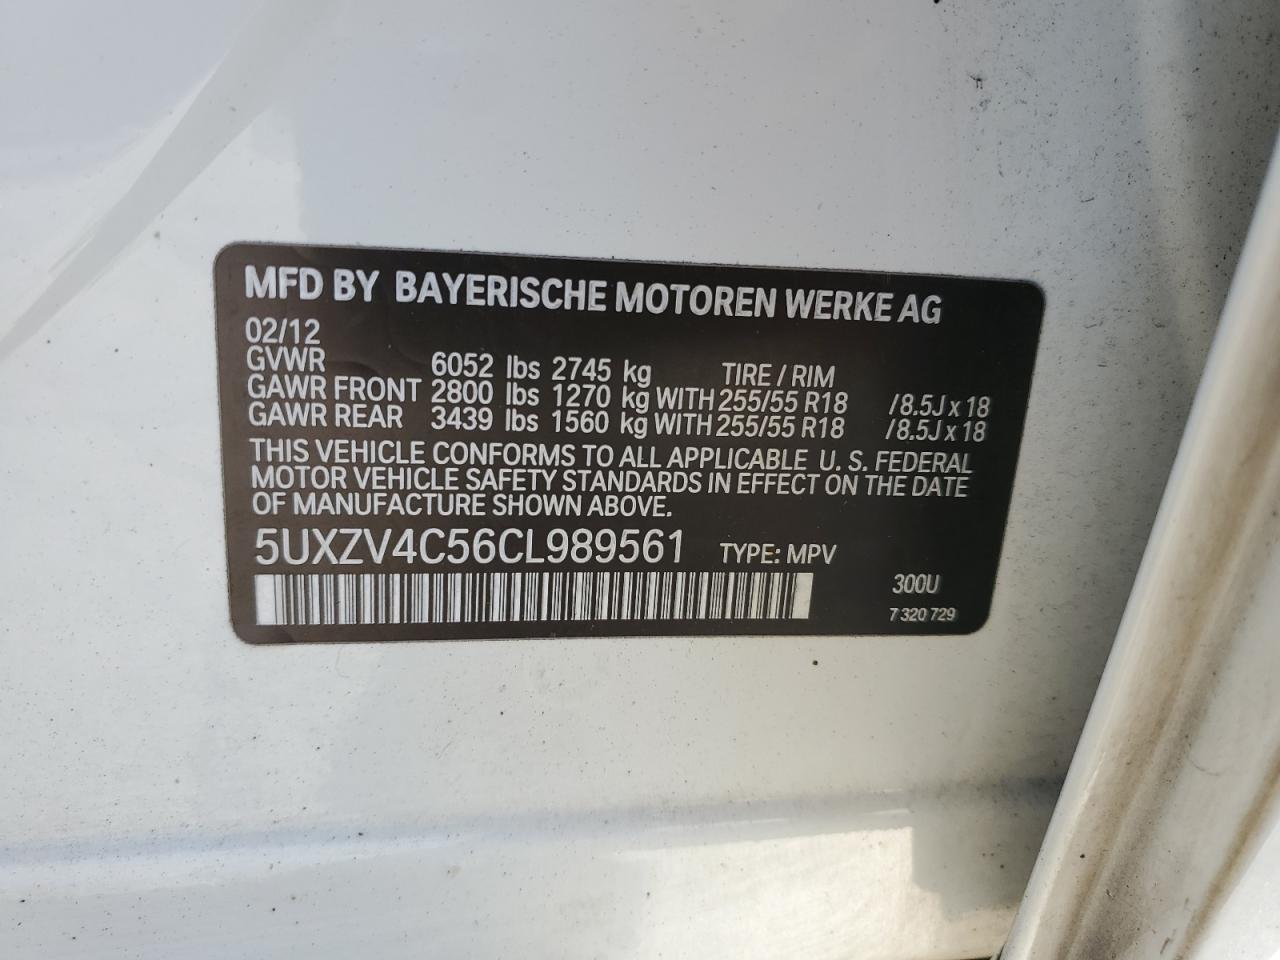 MFD BY BAYERISCHE MOTOREN WERKE AG
02/12
GVWR 6052 lbs 2745 kg TIRE / RIM
GAWR FRONT 2800 lbs 1270 kg WITH 255/55 R18 /8.5J x 18
GAWR REAR 3439 lbs 1560 kg WITH 255/55 R18 /8.5J x 18
THIS VEHICLE CONFORMS TO ALL APPLICABLE U. S. FEDERAL
MOTOR VEHICLE SAFETY STANDARDS IN EFFECT ON THE DATE
OF MANUFACTURE SHOWN ABOVE.
5UXZV4C56CL989561 TYPE: MPV
300U
7 320 729